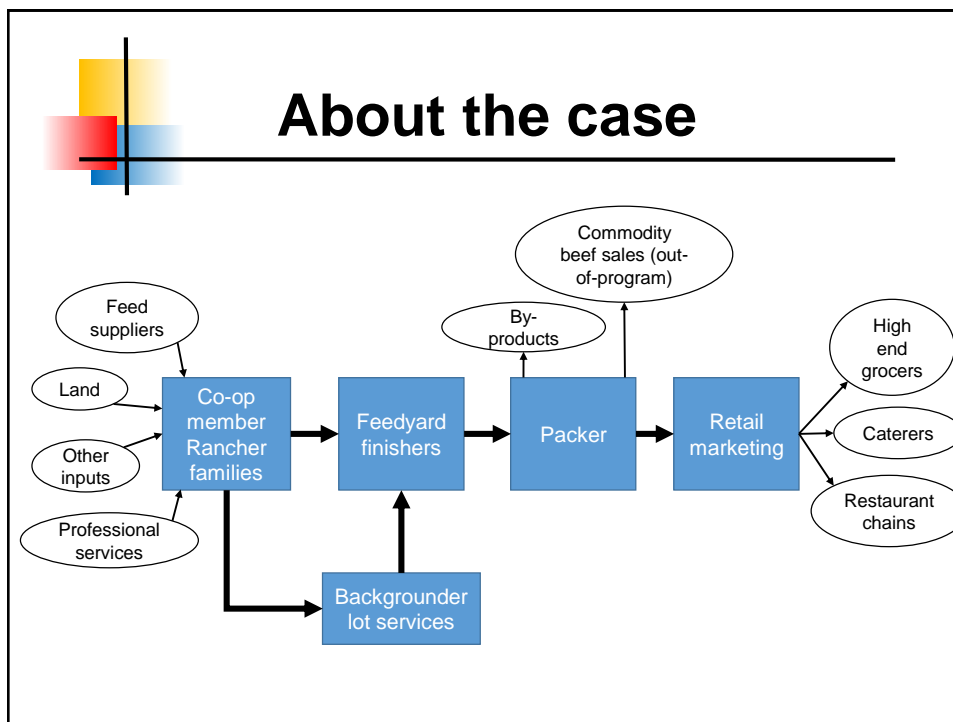 About the case
Commodity
beef sales (out-
of-program)
By-
products
Feed
suppliers
Land
Other
inputs
Professional
services
Co-op
member
Rancher
families
Feedyard
finishers
Packer
Retail
marketing
High
end
grocers
Caterers
Restaurant
chains
Backgrounder
lot services